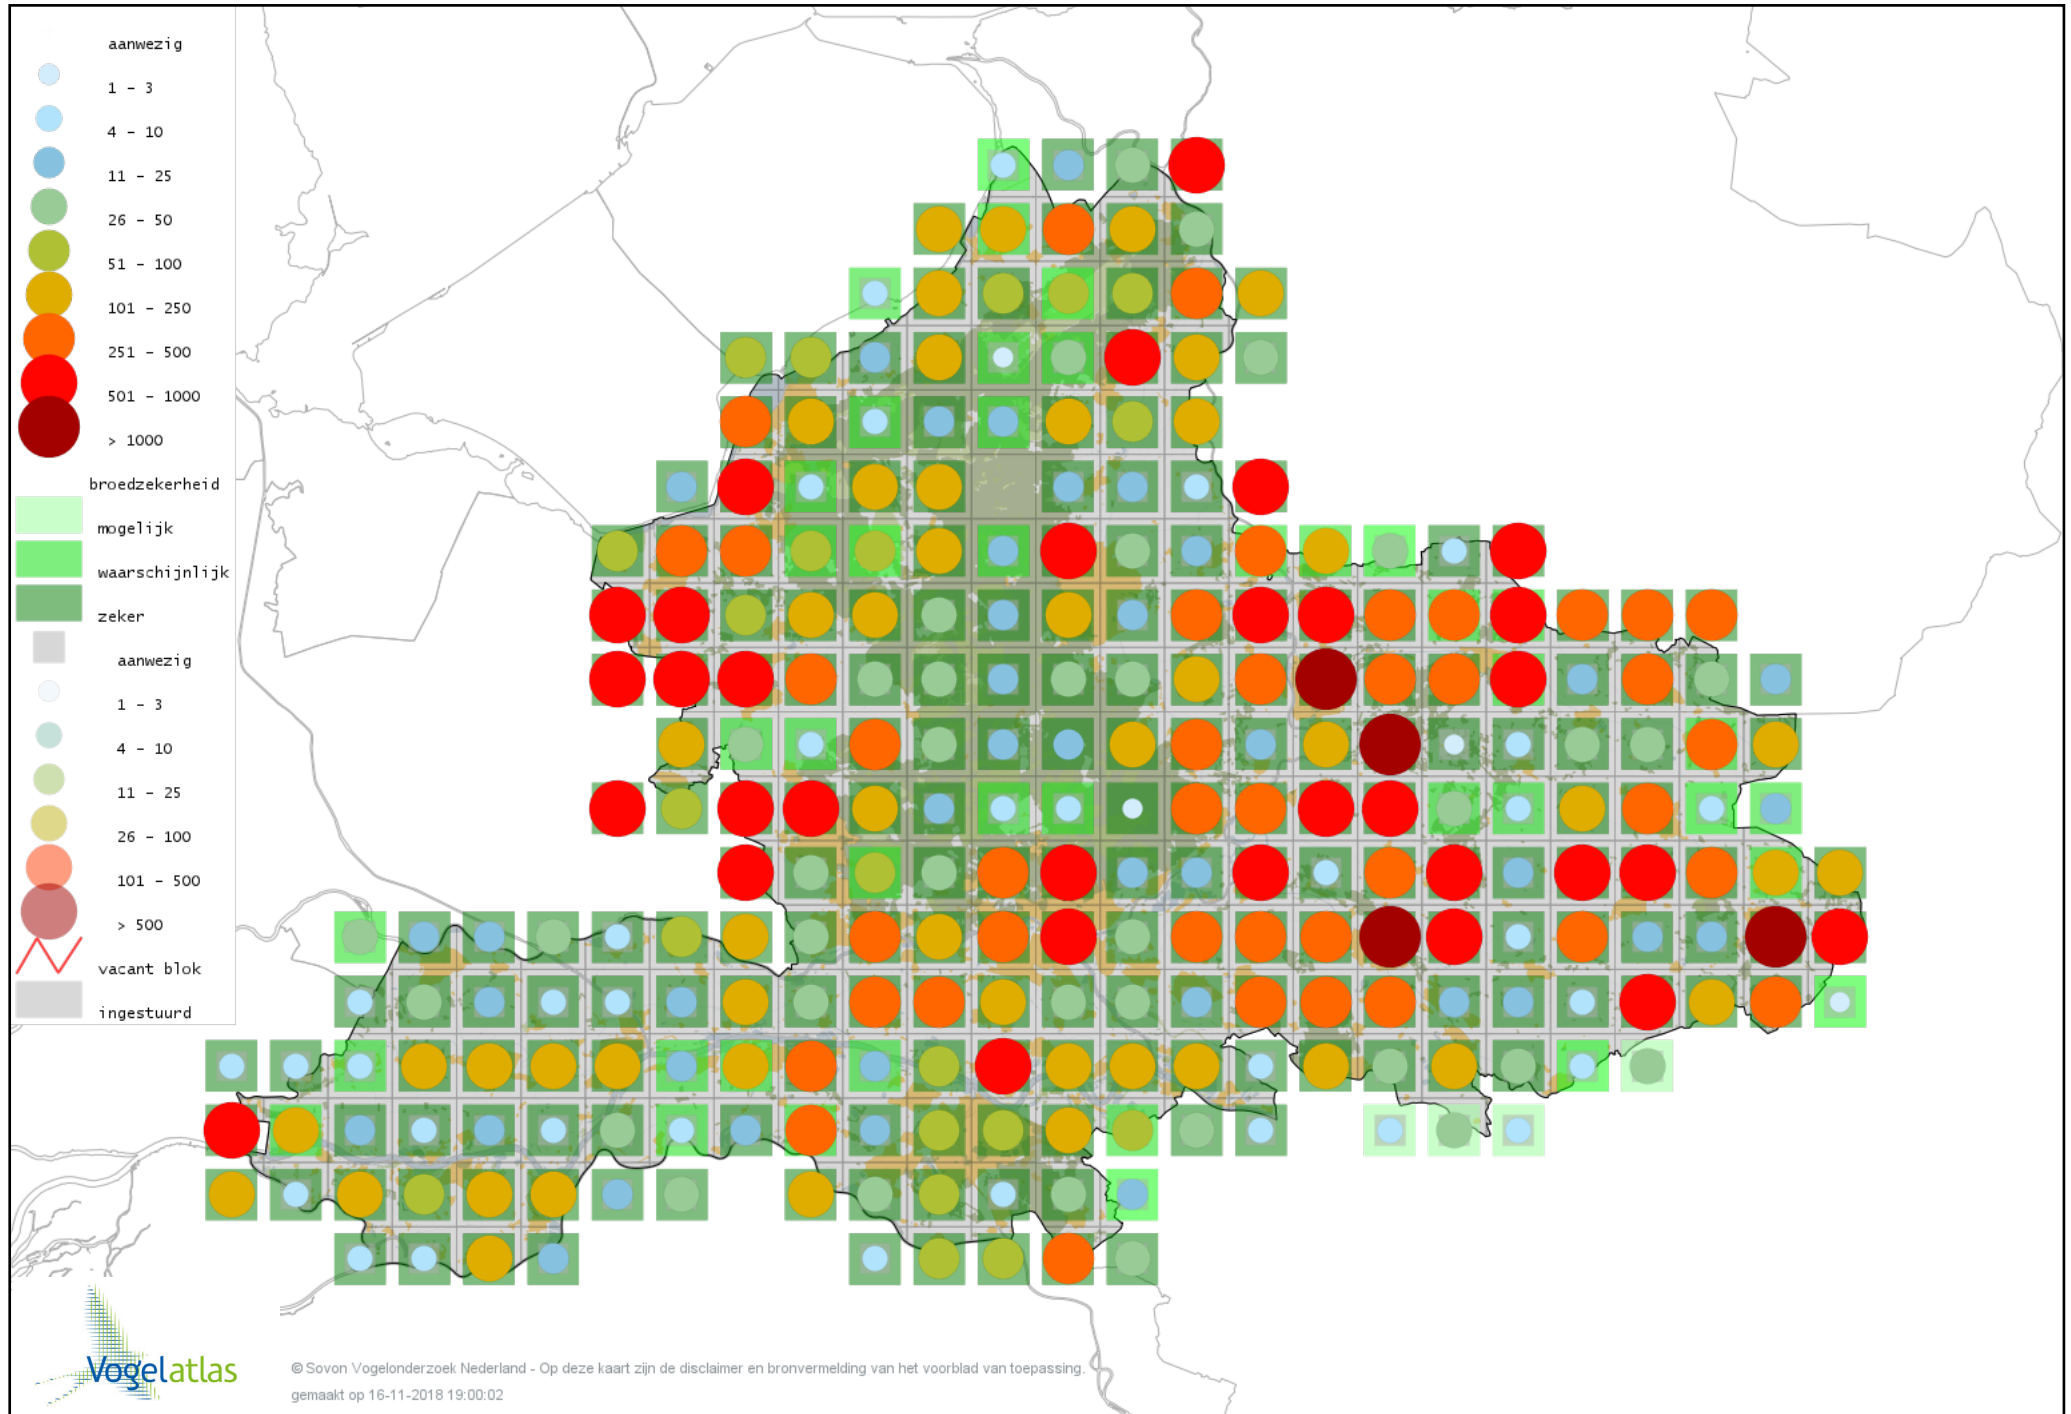 aanwezig
1 - 3
4 - 10
11 - 25
26 - 50
51 - 100
101 - 250
251 - 500
501 - 1000
> 1000
broedzekerheid
mogelijk
waarschijnlijk
zeker
aanwezig
1 - 3
4 - 10
11 - 25
26 - 100
101 - 500
> 500
vacant blok
ingestuurd
Vogelatlas
© Sovon Vogelonderzoek Nederland - Op deze kaart zijn de disclaimer en bronvermelding van het voorblad van toepassing.
gemaakt op 16-11-2018 19:00:02